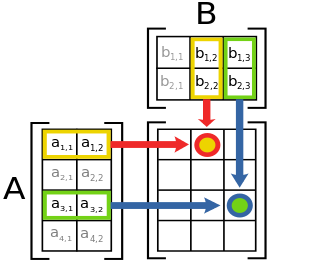 B
b1,1 b1,2 b1,3
b2,1 b2,2 b2,3
A
a1,1 a1,2
a2,1 a2,2
a3,1 a3,2
a4,1 a4,2